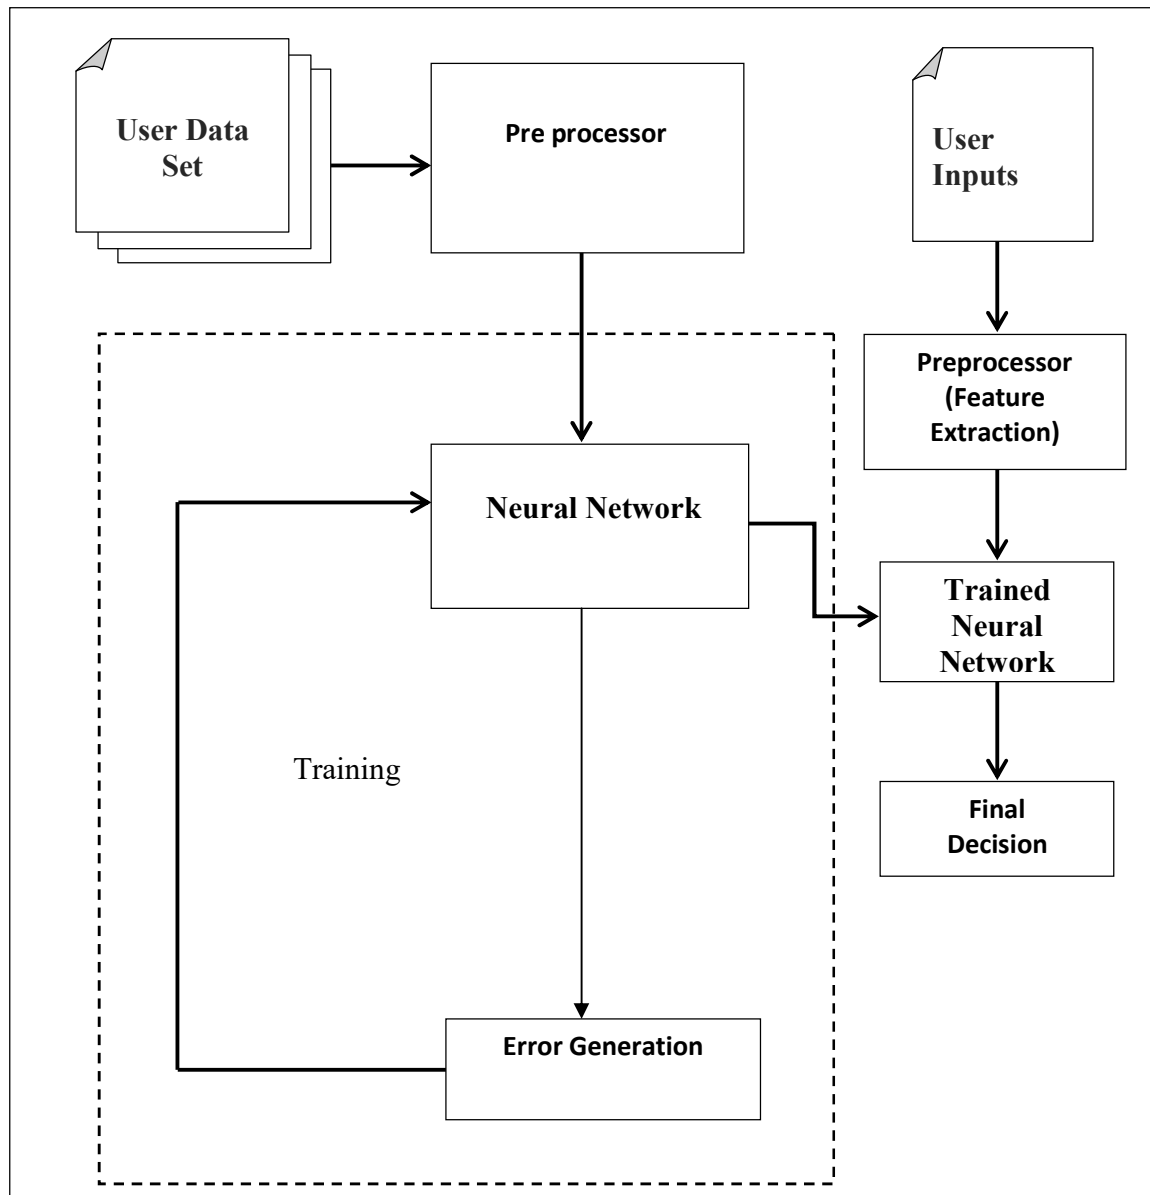 User Data
Set
Pre processor
User
Inputs
Preprocessor
(Feature
Extraction)
Neural Network
Trained
Neural
Network
Training
Final
Decision
Error Generation